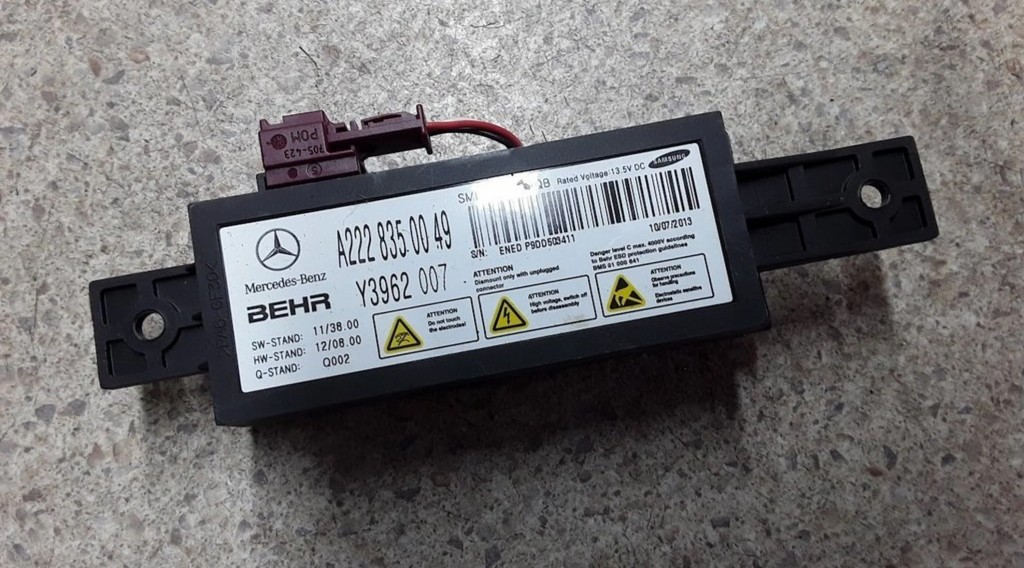 705-423
POM
SAMSUNG
Rated Voltage:13.5V DC
Mercedes-Benz
A222 835 00 49
S/N: ENED P9DD503411
10/07/2013
BEHR
Y3962 007
SW-STAND: 11/38.00
HW-STAND: 12/08.00
Q-STAND: Q002
ATTENTION
Do not touch
the electrodes!
ATTENTION
Dismount only with unplugged
connector
ATTENTION
High voltage, switch off
before disassembly
Danger level C max. 4000V according
to Behr ESD protection guidelines
ATTENTION
Observe precautions
for handling
Electrostatic sensitive
devices